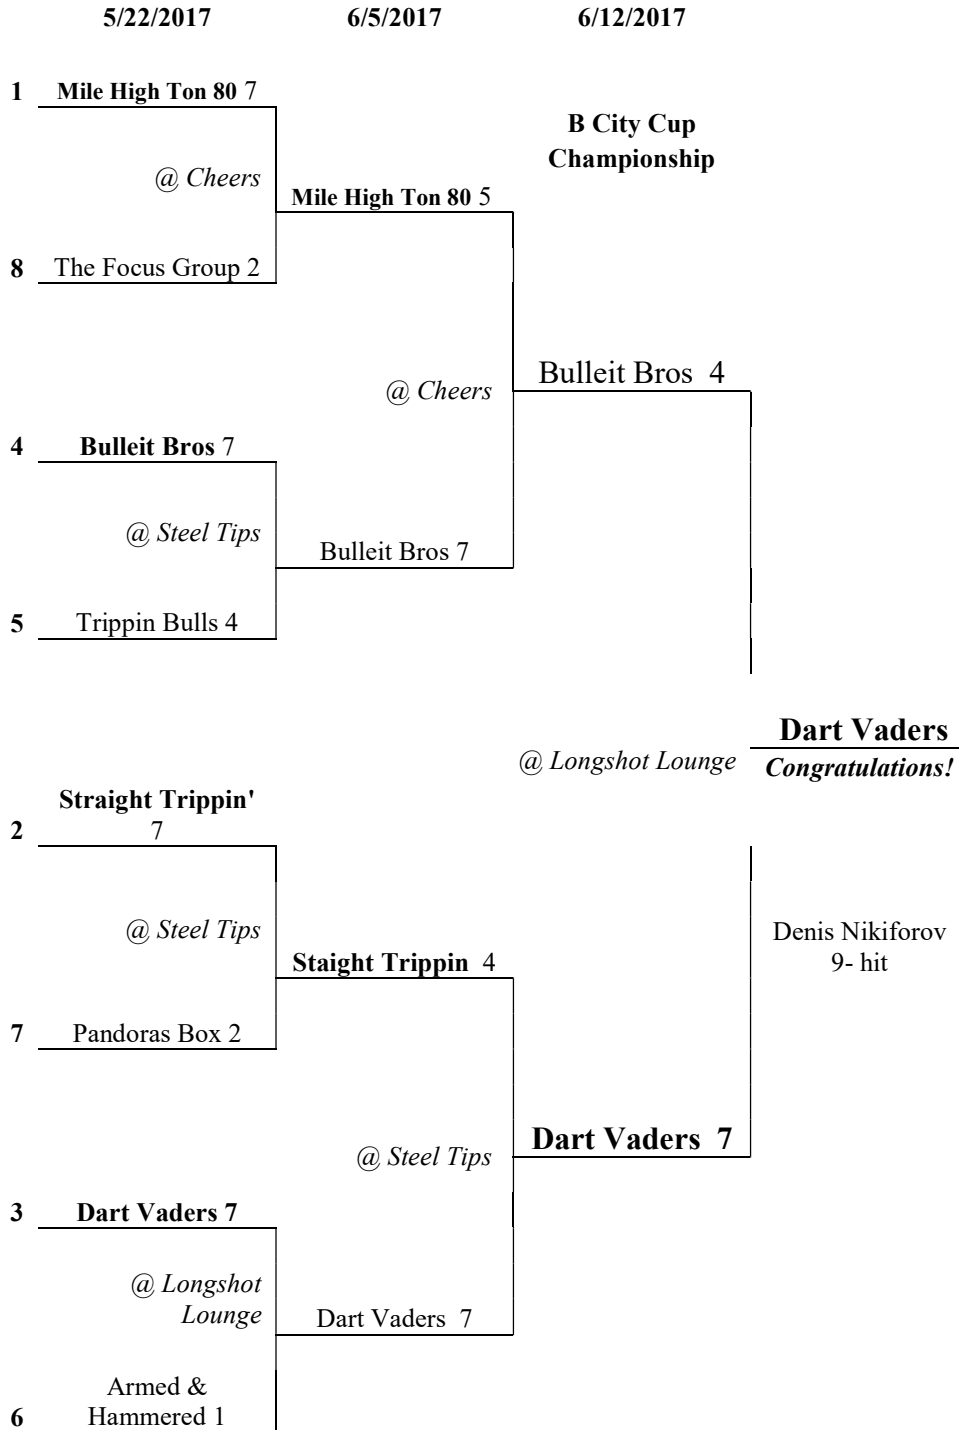 5/22/2017 6/5/2017 6/12/2017
1 Mile High Ton 80 7
B City Cup
Championship
@ Cheers
Mile High Ton 80 5
8 The Focus Group 2
Bulleit Bros 4
@ Cheers
4 Bulleit Bros 7
@ Steel Tips
Bulleit Bros 7
5 Trippin Bulls 4
Dart Vaders
@ Longshot Lounge
Congratulations!
Straight Trippin'
2 7
@ Steel Tips
Denis Nikiforov
9- hit
Staight Trippin 4
7 Pandoras Box 2
Dart Vaders 7
@ Steel Tips
3 Dart Vaders 7
@ Longshot
Lounge
Dart Vaders 7
Armed &
6 Hammered 1